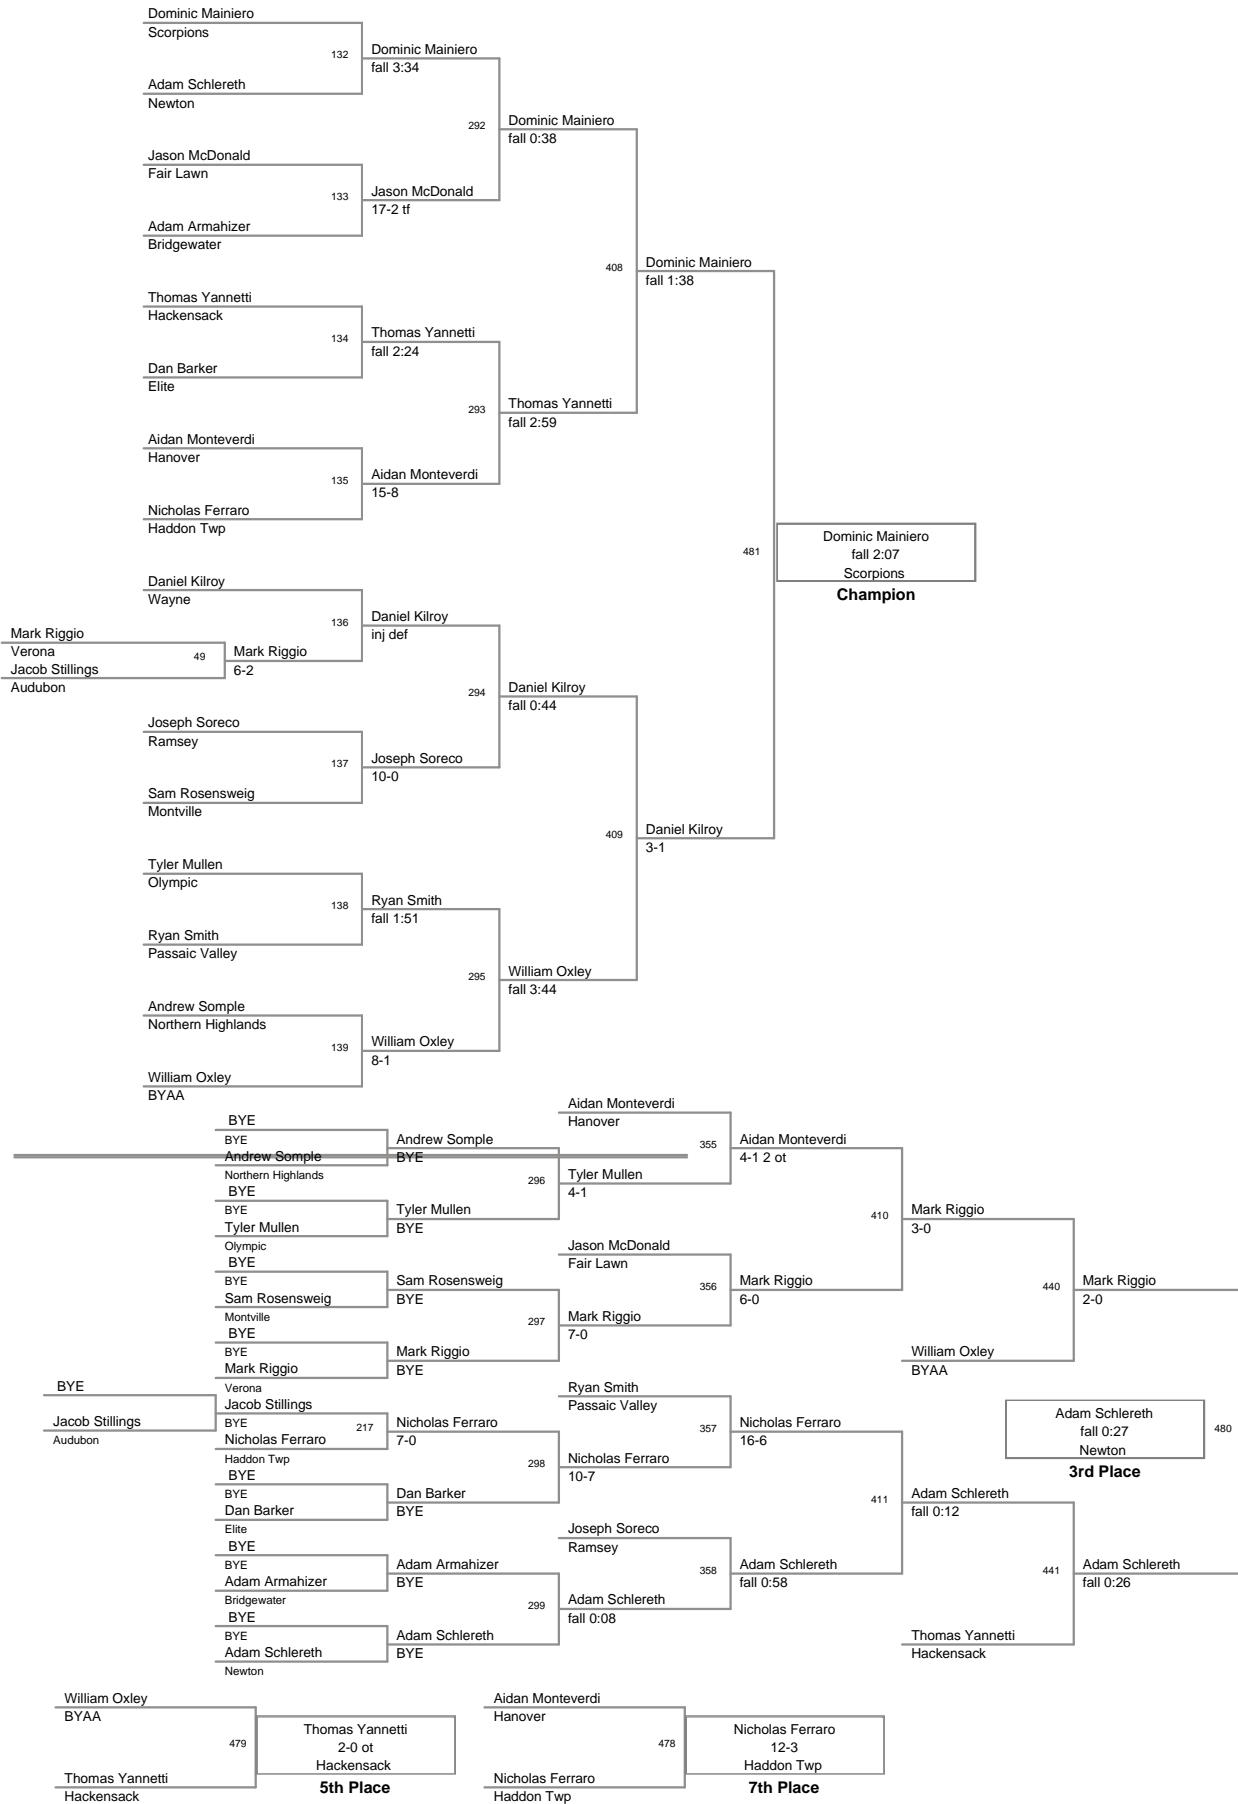 Dominic Mainiero
Scorpions
132
Dominic Mainiero
fall 3:34
Adam Schlereth
Newton
292
Dominic Mainiero
fall 0:38
Jason McDonald
Fair Lawn
133
Jason McDonald
17-2 tf
Adam Armahizer
Bridgewater
408
Dominic Mainiero
fall 1:38
Thomas Yannetti
Hackensack
134
Thomas Yannetti
fall 2:24
Dan Barker
Elite
293
Thomas Yannetti
fall 2:59
Aidan Monteverdi
Hanover
135
Aidan Monteverdi
15-8
Nicholas Ferraro
Haddon Twp
481
Dominic Mainiero
fall 2:07
Scorpions
Champion
Daniel Kilroy
Wayne
136
Daniel Kilroy
inj def
Mark Riggio
Verona
49
Mark Riggio
6-2
Jacob Stillings
Audubon
294
Daniel Kilroy
fall 0:44
Joseph Soreco
Ramsey
137
Joseph Soreco
10-0
Sam Rosensweig
Montville
409
Daniel Kilroy
3-1
Tyler Mullen
Olympic
138
Ryan Smith
fall 1:51
Ryan Smith
Passaic Valley
295
William Oxley
fall 3:44
Andrew Somple
Northern Highlands
139
William Oxley
8-1
William Oxley
BYAA
BYE
BYE
Andrew Somple
Northern Highlands
Andrew Somple
BYE
Aidan Monteverdi
Hanover
355
Aidan Monteverdi
4-1 2 ot
296
Tyler Mullen
4-1
BYE
BYE
Tyler Mullen
Olympic
Tyler Mullen
BYE
410
Mark Riggio
3-0
BYE
BYE
Sam Rosensweig
Montville
Sam Rosensweig
BYE
Jason McDonald
Fair Lawn
356
Mark Riggio
6-0
297
Mark Riggio
7-0
440
Mark Riggio
2-0
BYE
BYE
Mark Riggio
Verona
Mark Riggio
BYE
William Oxley
BYAA
BYE
Jacob Stillings
Audubon
Jacob Stillings
BYE
Nicholas Ferraro
Haddon Twp
217
Nicholas Ferraro
7-0
Ryan Smith
Passaic Valley
357
Nicholas Ferraro
16-6
298
Nicholas Ferraro
10-7
Adam Schlereth
fall 0:27
Newton
3rd Place
480
BYE
BYE
Dan Barker
Elite
Dan Barker
BYE
411
Adam Schlereth
fall 0:12
BYE
BYE
Adam Armahizer
Bridgewater
Adam Armahizer
BYE
Joseph Soreco
Ramsey
358
Adam Schlereth
fall 0:58
299
Adam Schlereth
fall 0:08
441
Adam Schlereth
fall 0:26
BYE
BYE
Adam Schlereth
Newton
Adam Schlereth
BYE
Thomas Yannetti
Hackensack
William Oxley
BYAA
479
Thomas Yannetti
2-0 ot
Hackensack
5th Place
Thomas Yannetti
Hackensack
Aidan Monteverdi
Hanover
478
Nicholas Ferraro
12-3
Haddon Twp
7th Place
Nicholas Ferraro
Haddon Twp